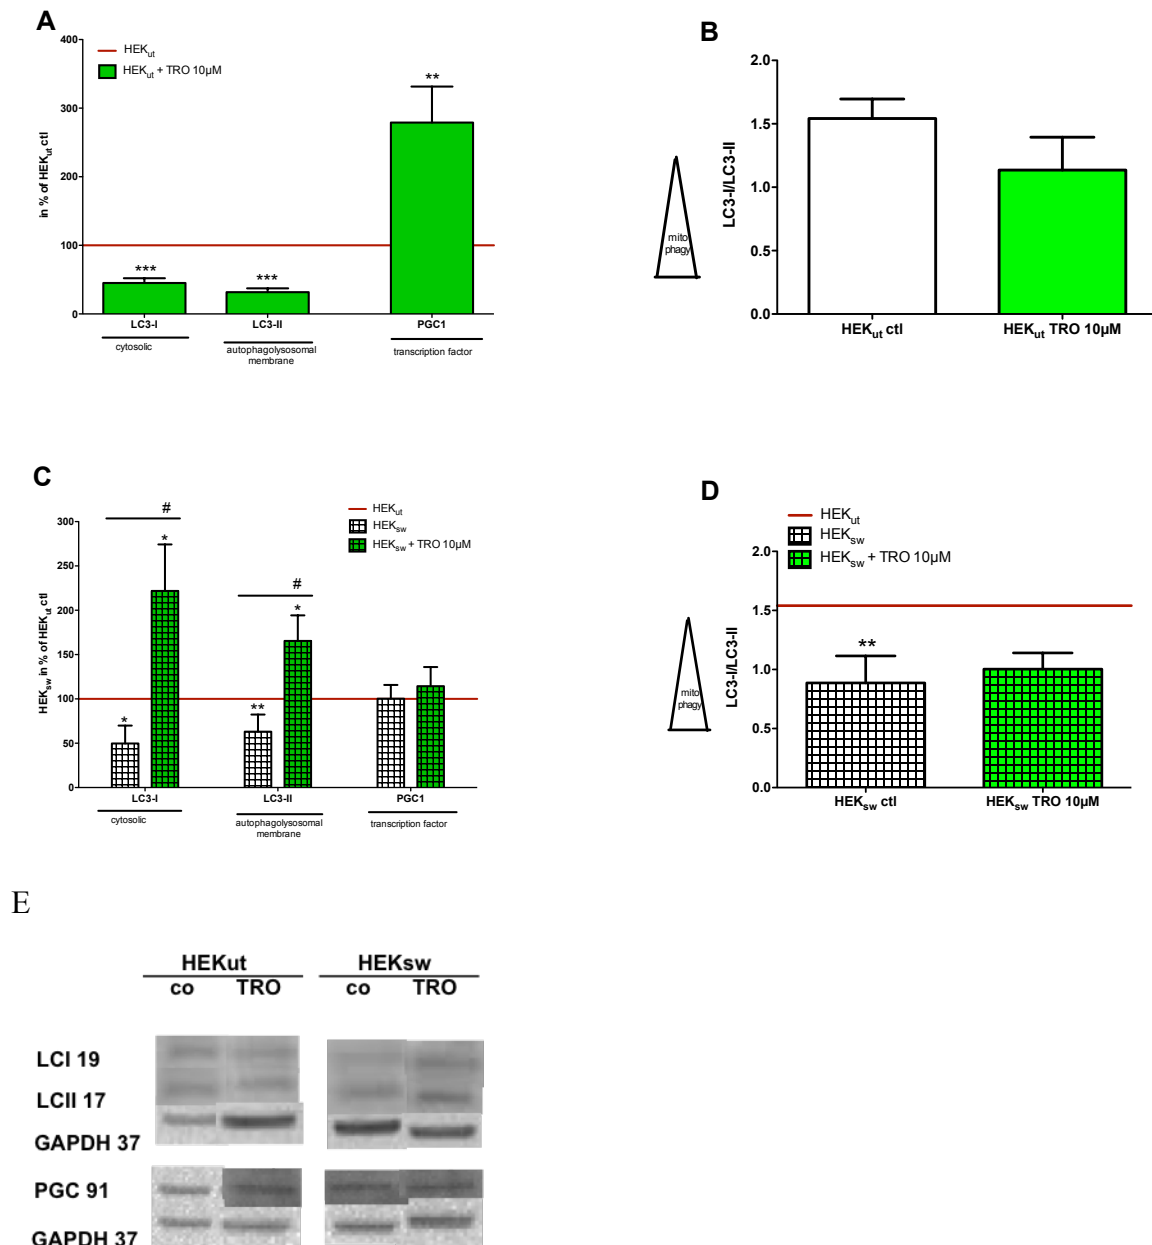 A
400
300
200
100
0
in % of HEKut ctl
HEKut
HEKut + TRO 10µM
***
***
**
LC3-I
LC3-II
PGC1
cytosolic
autophagolysosomal
membrane
transcription factor
B
2.0
1.5
1.0
0.5
0.0
LC3-I/LC3-II
mito
phagy
HEKut ctl
HEKut TRO 10µM
C
300
250
200
150
100
50
0
HEKsw in % of HEKut ctl
HEKut
HEKsw
HEKsw + TRO 10µM
#
*
*
#
*
**
LC3-I
LC3-II
PGC1
cytosolic
autophagolysosomal
membrane
transcription factor
D
HEKut
HEKsw
HEKsw + TRO 10µM
2.0
1.5
1.0
0.5
0.0
LC3-I/LC3-II
**
mito
phagy
HEKsw ctl
HEKsw TRO 10µM
E
HEKut HEKsw
co TRO co TRO
LCI 19
LCII 17
GAPDH 37
PGC 91
GAPDH 37